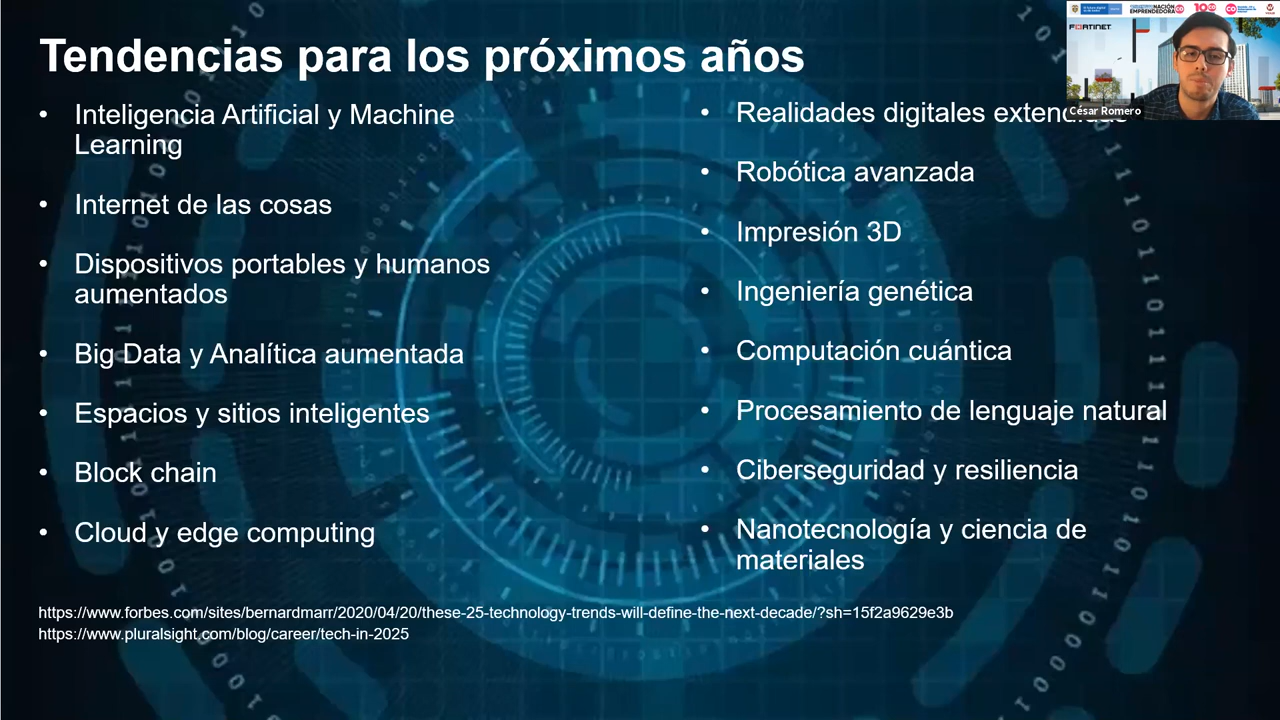 Tendencias para los próximos años
• Inteligencia Artificial y Machine
Learning
• Internet de las cosas
• Dispositivos portables y humanos
aumentados
• Big Data y Analítica aumentada
• Espacios y sitios inteligentes
• Block chain
• Cloud y edge computing
• Realidades digitales extendidas
• Robótica avanzada
• Impresión 3D
• Ingeniería genética
• Computación cuántica
• Procesamiento de lenguaje natural
• Ciberseguridad y resiliencia
• Nanotecnología y ciencia de
materiales
https://www.forbes.com/sites/bernardmarr/2020/04/20/these-25-technology-trends-will-define-the-next-decade/?sh=15f2a9629e3b
https://www.pluralsight.com/blog/career/tech-in-2025
EMPRENDEDORA
FORTINET
César Romero